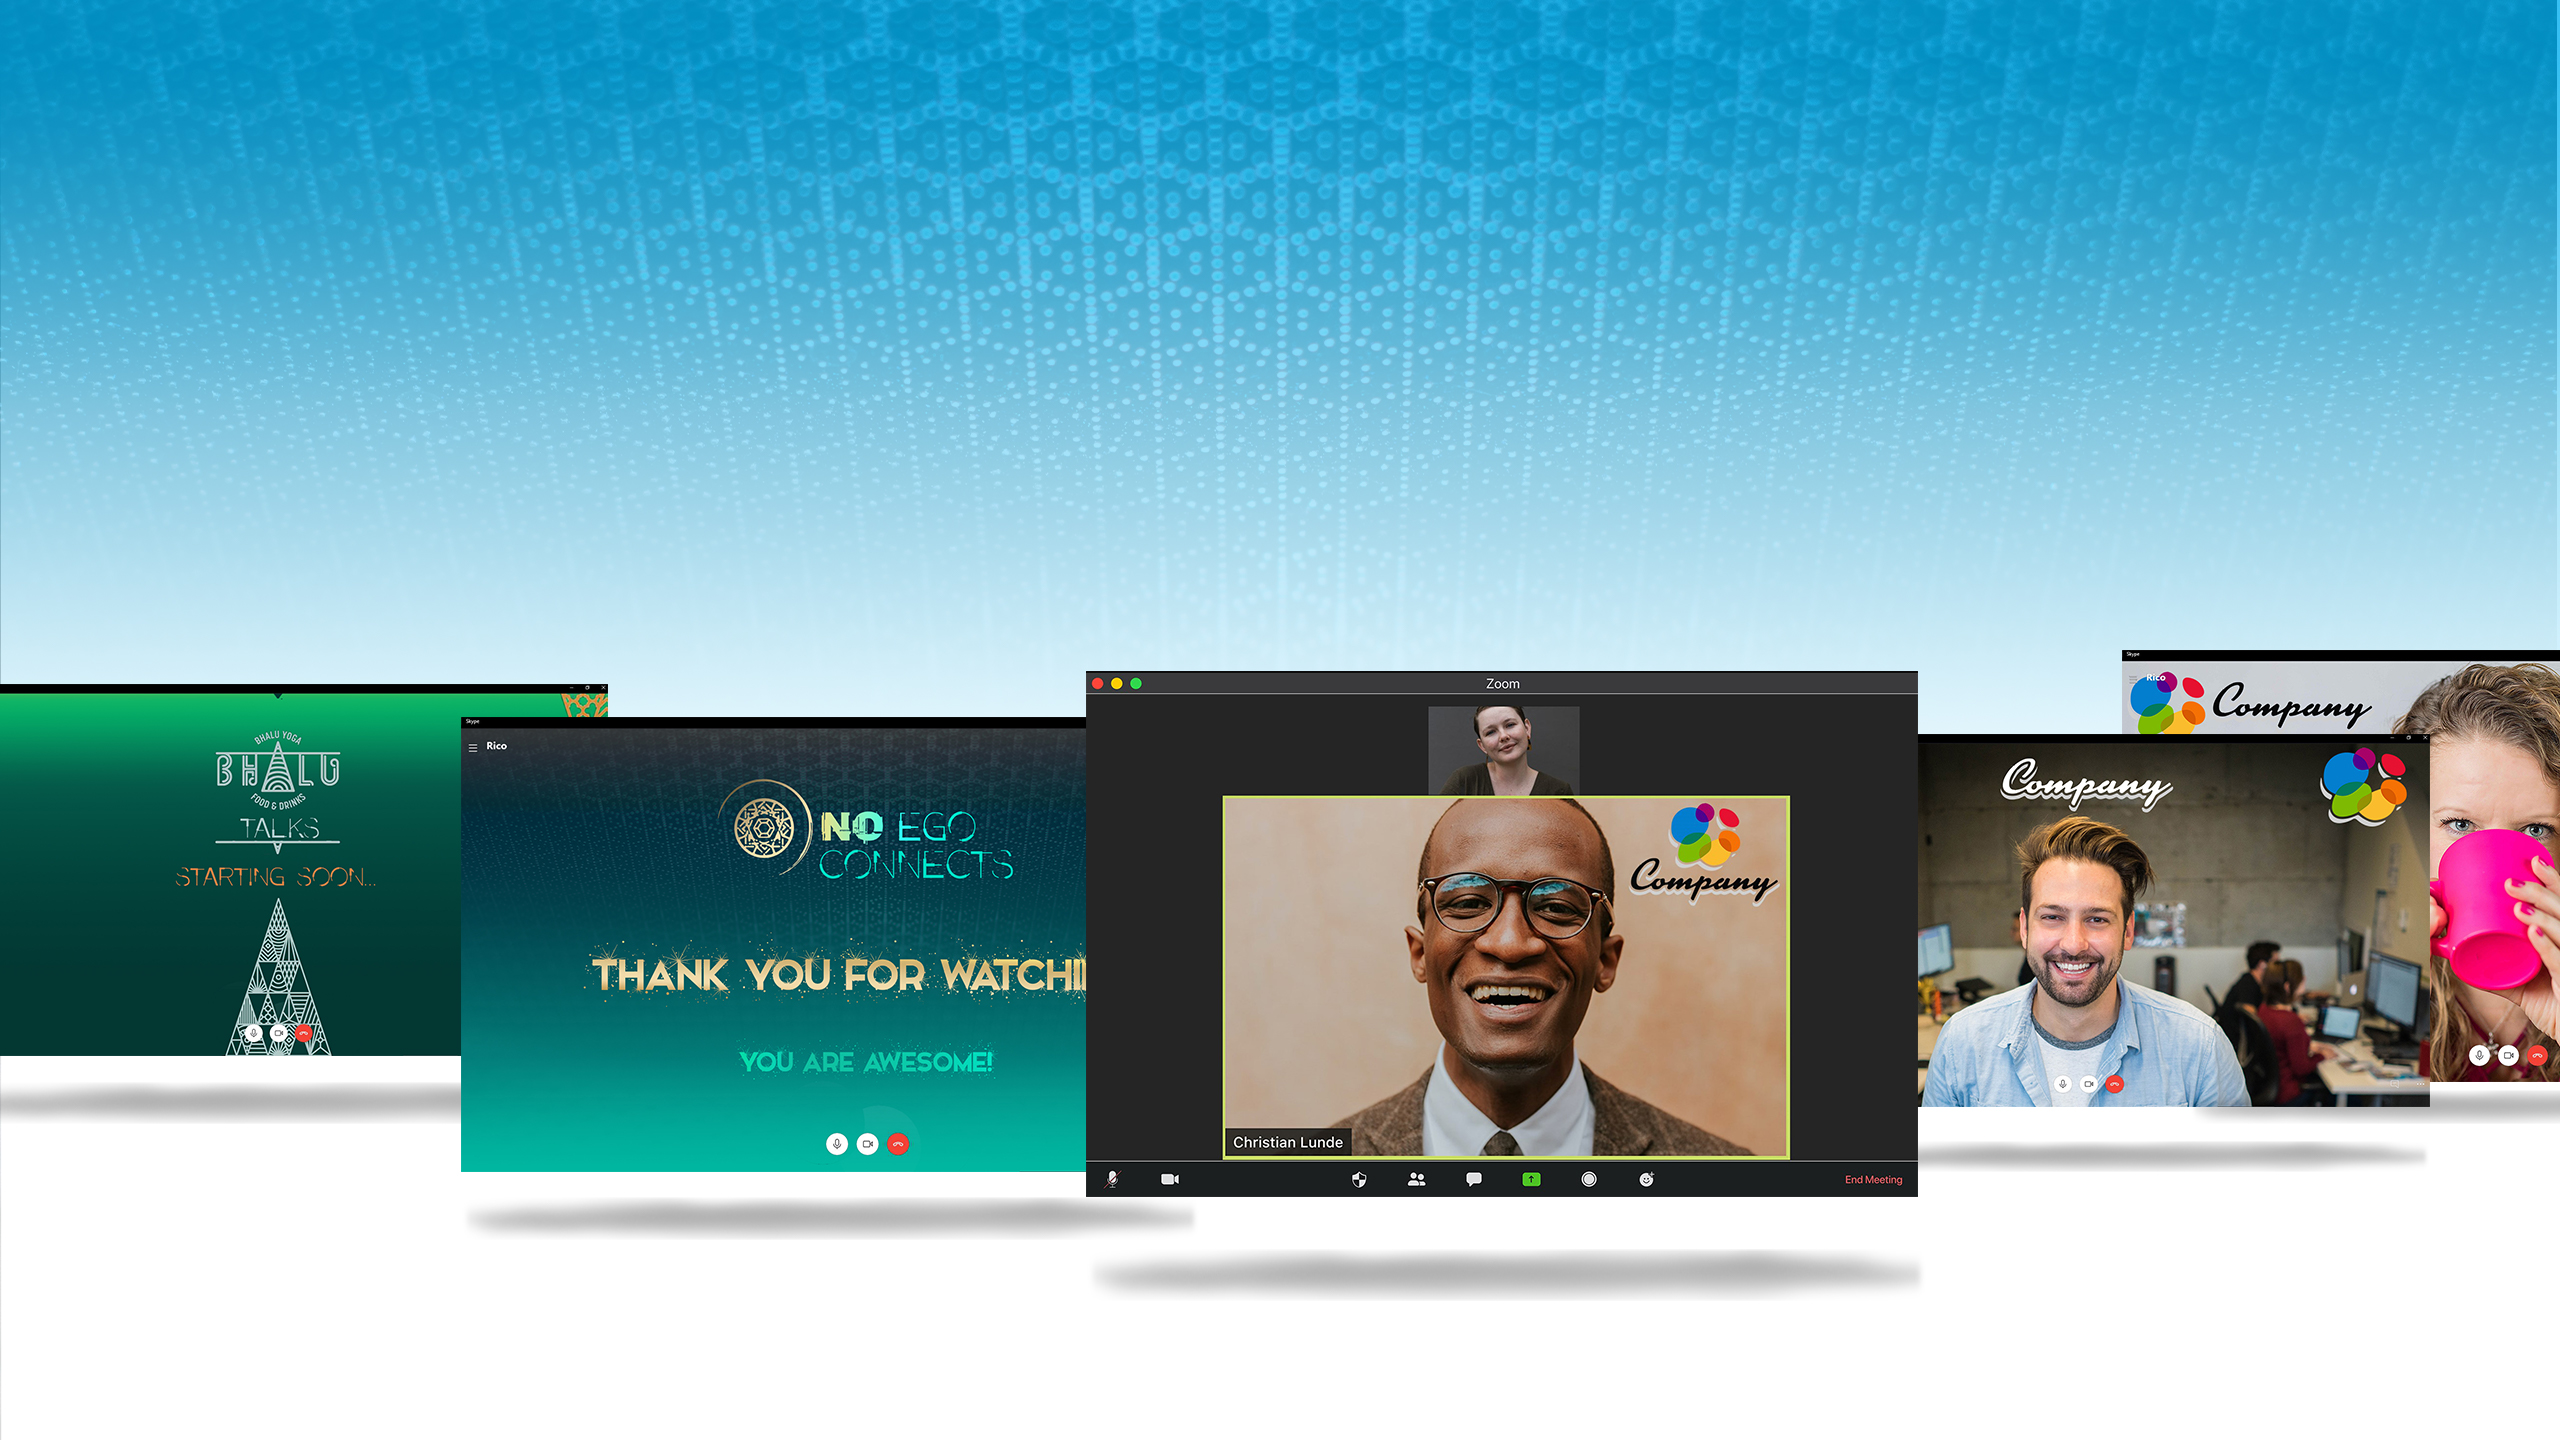 BHALU YOGA
BHALU
FOOD & DRINKS
TALKS
STARTING SOON...
Skype
Rico
NO EGO
CONNECTS
THANK YOU FOR WATCHI
YOU ARE AWESOME!
Zoom
Company
Christian Lunde
End Meeting
Company
Skype
Rico
Company